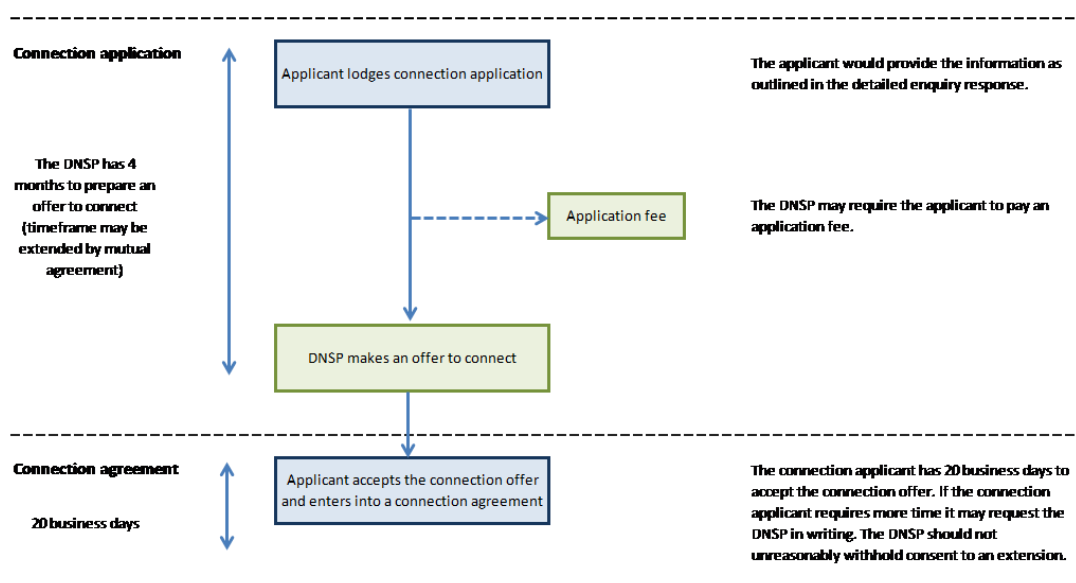 Connection application
Applicant lodges connection application
The applicant would provide the information as
outlined in the detailed enquiry response.
The DNSP has 4
months to prepare an
offer to connect
(timeframe may be
extended by mutual
agreement)
Application fee
The DNSP may require the applicant to pay an
application fee.
DNSP makes an offer to connect
Connection agreement
20 business days
Applicant accepts the connection offer
and enters into a connection agreement
The connection applicant has 20 business days to
accept the connection offer. If the connection
applicant requires more time it may request the
DNSP in writing. The DNSP should not
unreasonably withhold consent to an extension.